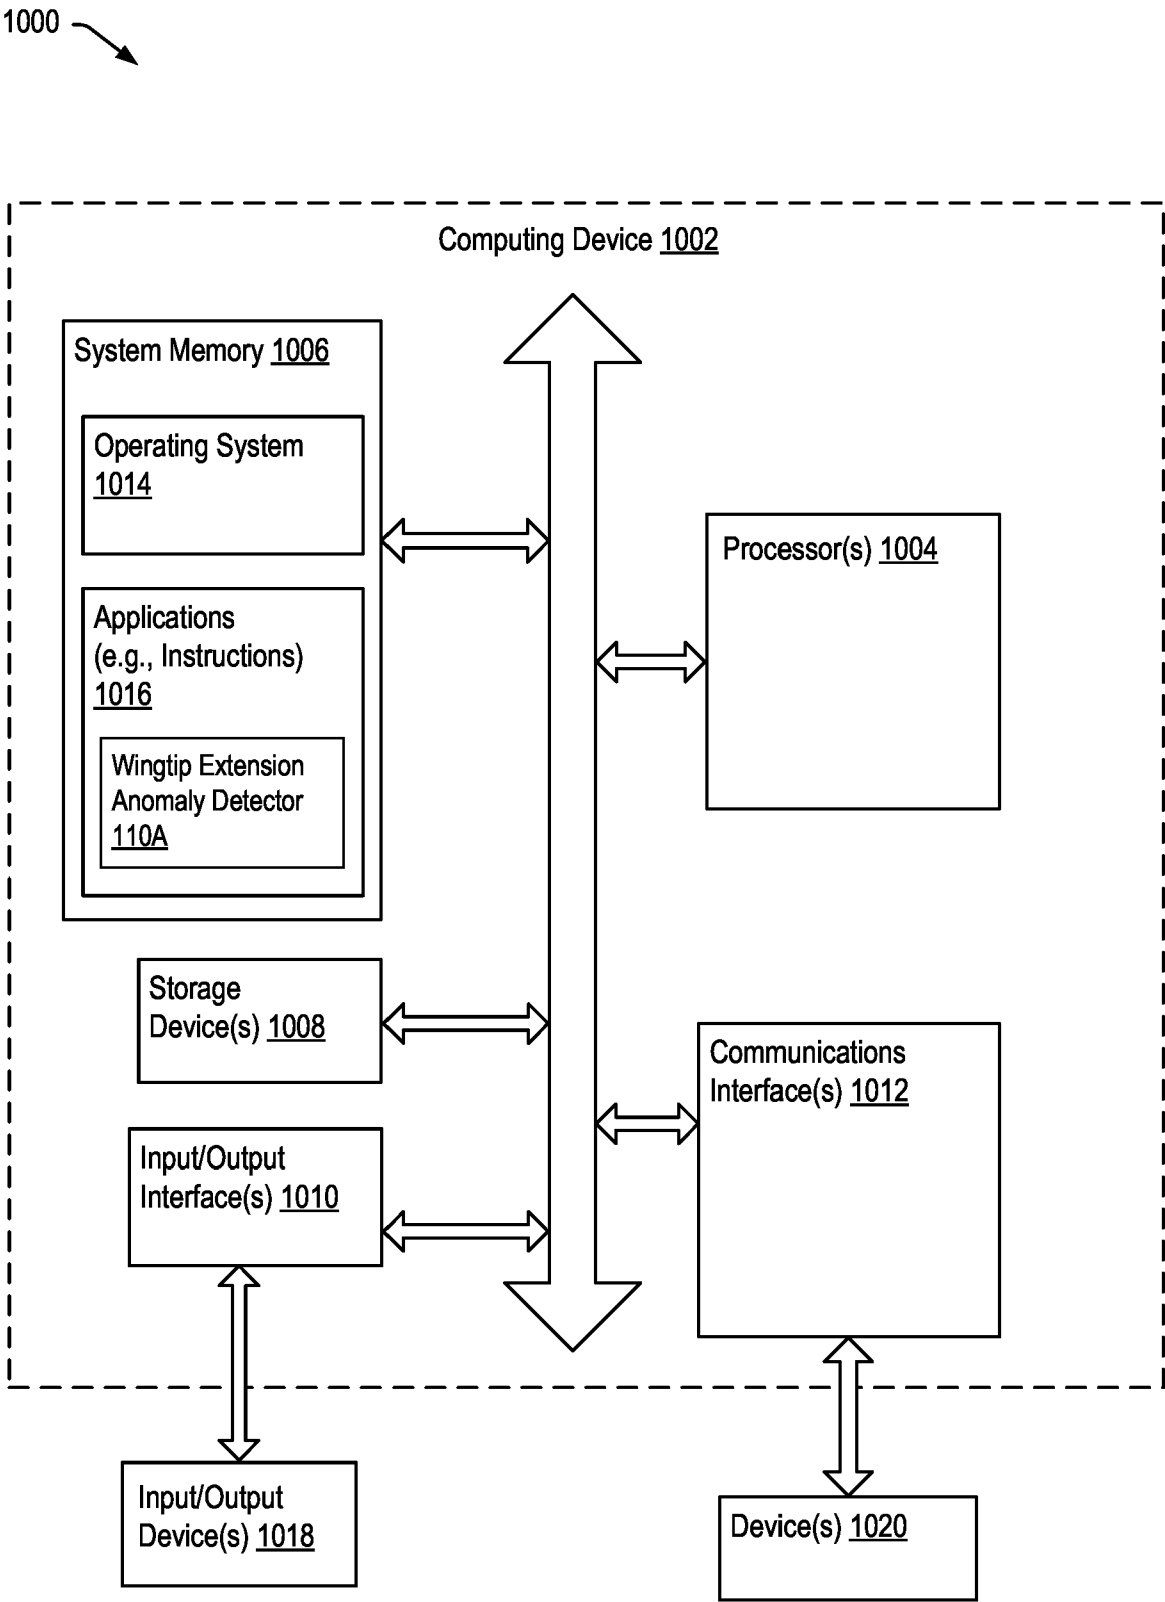 1000
Computing Device 1002
System Memory 1006
Operating System
1014
Applications
(e.g., Instructions)
1016
Wingtip Extension
Anomaly Detector
110A
Processor(s) 1004
Storage
Device(s) 1008
Communications
Interface(s) 1012
Input/Output
Interface(s) 1010
Input/Output
Device(s) 1018
Device(s) 1020